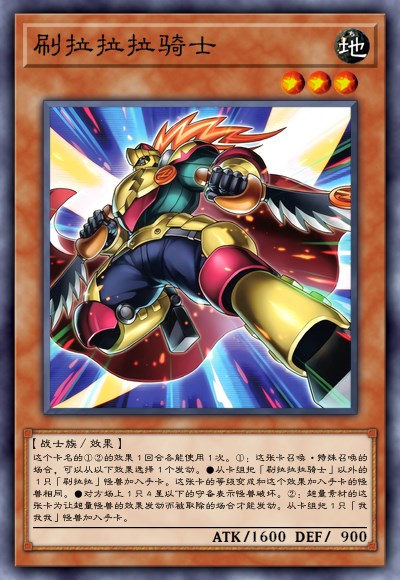 刷拉拉拉骑士
地
【战士族/效果】
这个卡名的①②的效果1回合各能使用1次。①：这张卡召唤·特殊召唤的
场合，可以从以下效果选择1个发动。●从卡组把「刷拉拉拉骑士」以外的
1只「刷拉拉」怪兽加入手卡。这张卡的等级变成和这个效果加入手卡的怪
兽相同。●对方场上1只4星以下的守备表示怪兽破坏。②：超量素材的这
张卡为让超量怪兽的效果发动而被取除的场合才能发动。从卡组把1只「我
我我」怪兽加入手卡。
ATK/1600 DEF/ 900